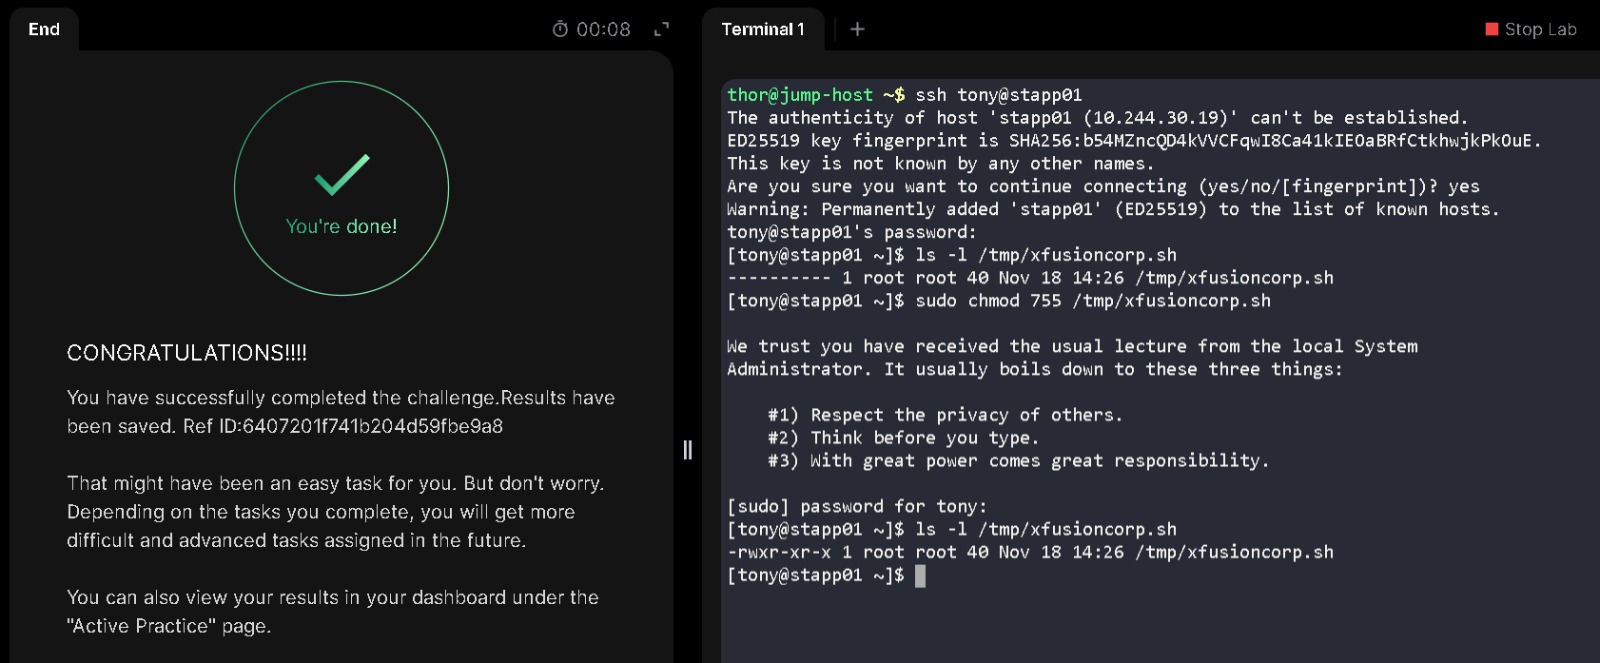 End
00:08
You're done!
CONGRATULATIONS!!!!
You have successfully completed the challenge.Results have
been saved. Ref ID:6407201f741b204d59fbe9a8
That might have been an easy task for you. But don't worry.
Depending on the tasks you complete, you will get more
difficult and advanced tasks assigned in the future.
You can also view your results in your dashboard under the
"Active Practice" page.
Terminal 1
+
Stop Lab
thor@jump-host ~$ ssh tony@stapp01
The authenticity of host 'stapp01 (10.244.30.19)' can't be established.
ED25519 key fingerprint is SHA256:b54MZncQD4kVVCFqwI8Ca41kIEOaBRfCtkhwjkPkOuE.
This key is not known by any other names.
Are you sure you want to continue connecting (yes/no/[fingerprint])? yes
Warning: Permanently added 'stapp01' (ED25519) to the list of known hosts.
tony@stapp01's password:
[tony@stapp01 ~]$ ls -l /tmp/xfusioncorp.sh
---------- 1 root root 40 Nov 18 14:26 /tmp/xfusioncorp.sh
[tony@stapp01 ~]$ sudo chmod 755 /tmp/xfusioncorp.sh
We trust you have received the usual lecture from the local System
Administrator. It usually boils down to these three things:
#1) Respect the privacy of others.
#2) Think before you type.
#3) With great power comes great responsibility.
[sudo] password for tony:
[tony@stapp01 ~]$ ls -l /tmp/xfusioncorp.sh
-rwxr-xr-x 1 root root 40 Nov 18 14:26 /tmp/xfusioncorp.sh
[tony@stapp01 ~]$